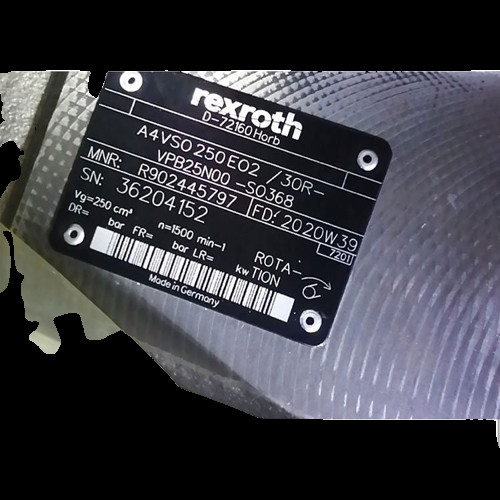 rexroth
D-72160 Horb
A4VSO 250 EO2 /30R-
VPB25N00 -SO368
MNR: R902445797 FD: 2020W39
SN: 36204152 7201
Vg=250 cm³ n=1500 min-1 ROTA-
DR= bar FR= bar LR= kw TION
Made in Germany